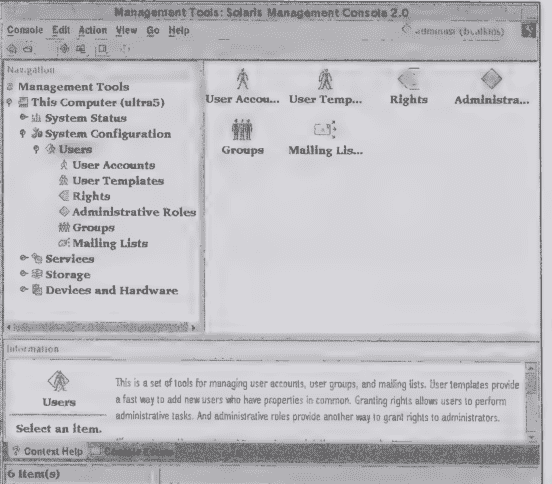 Management Tools: Solaris Management Console 2.0
Console Edit Action View Go Help
Navigation
Management Tools
This Computer (ultra5)
System Status
System Configuration
Users
User Accounts
User Templates
Rights
Administrative Roles
Groups
Mailing Lists
Services
Storage
Devices and Hardware
User Accou... User Temp... Rights Administra...
Groups Mailing Lis...
Information
Users
Select an item.
This is a set of tools for managing user accounts, user groups, and mailing lists. User templates provide
a fast way to add new users who have properties in common. Granting rights allows users to perform
administrative tasks. And administrative roles provide another way to grant rights to administrators.
Context Help
6 Item(s)